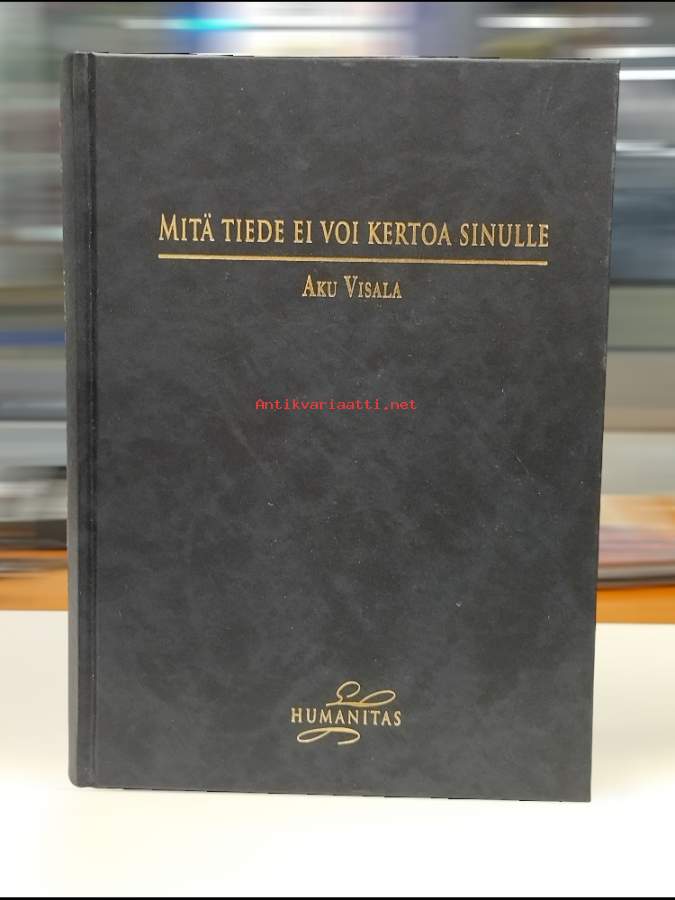 MITÄ TIEDE EI VOI KERTOA SINULLE
AKU VISALA
Antikvariaatti.net
HUMANITAS